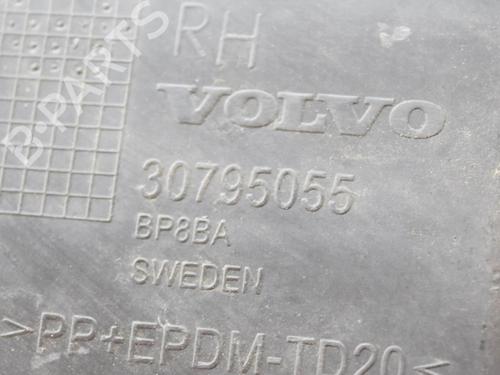 RH
VOLVO
30795055
BP8BA
SWEDEN
>PP+EPDM-TD20<
B-PARTS